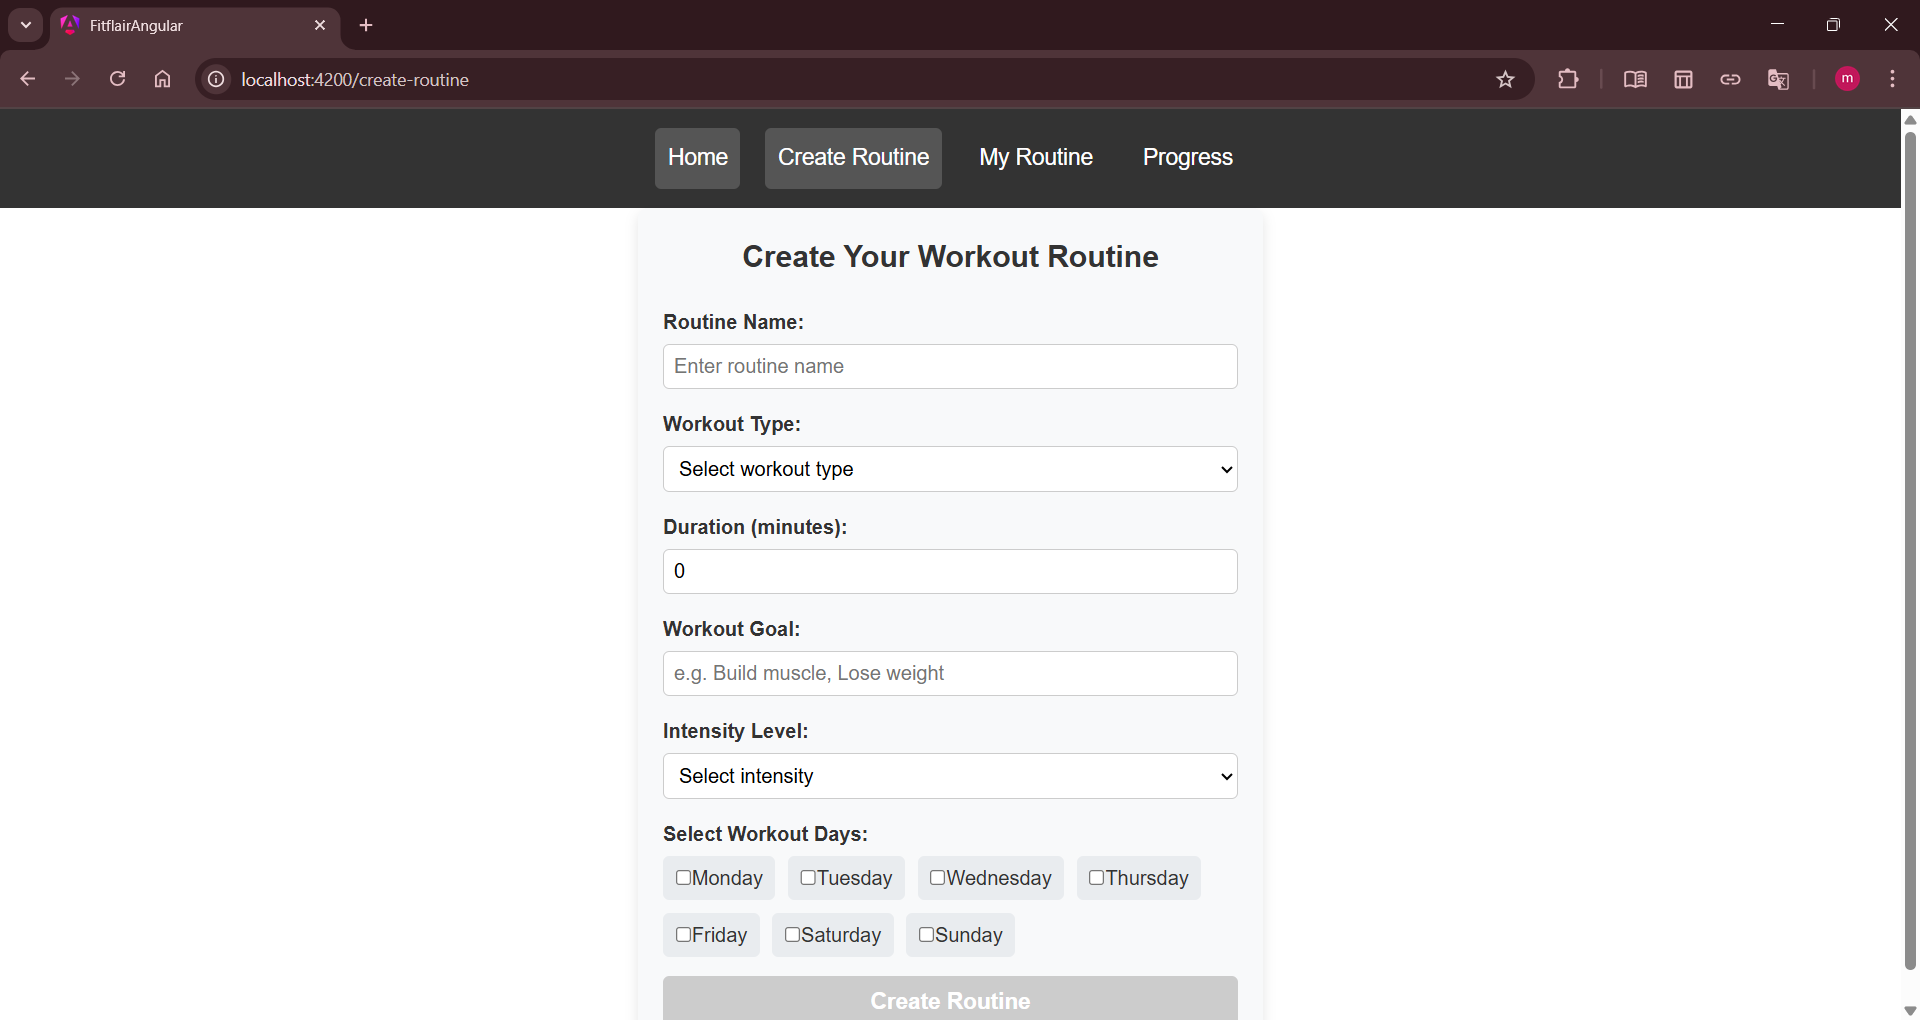 FitflairAngular
localhost:4200/create-routine
m
Home Create Routine My Routine Progress
Create Your Workout Routine
Routine Name:
Enter routine name
Workout Type:
Select workout type
Duration (minutes):
0
Workout Goal:
e.g. Build muscle, Lose weight
Intensity Level:
Select intensity
Select Workout Days:
Monday Tuesday Wednesday Thursday
Friday Saturday Sunday
Create Routine